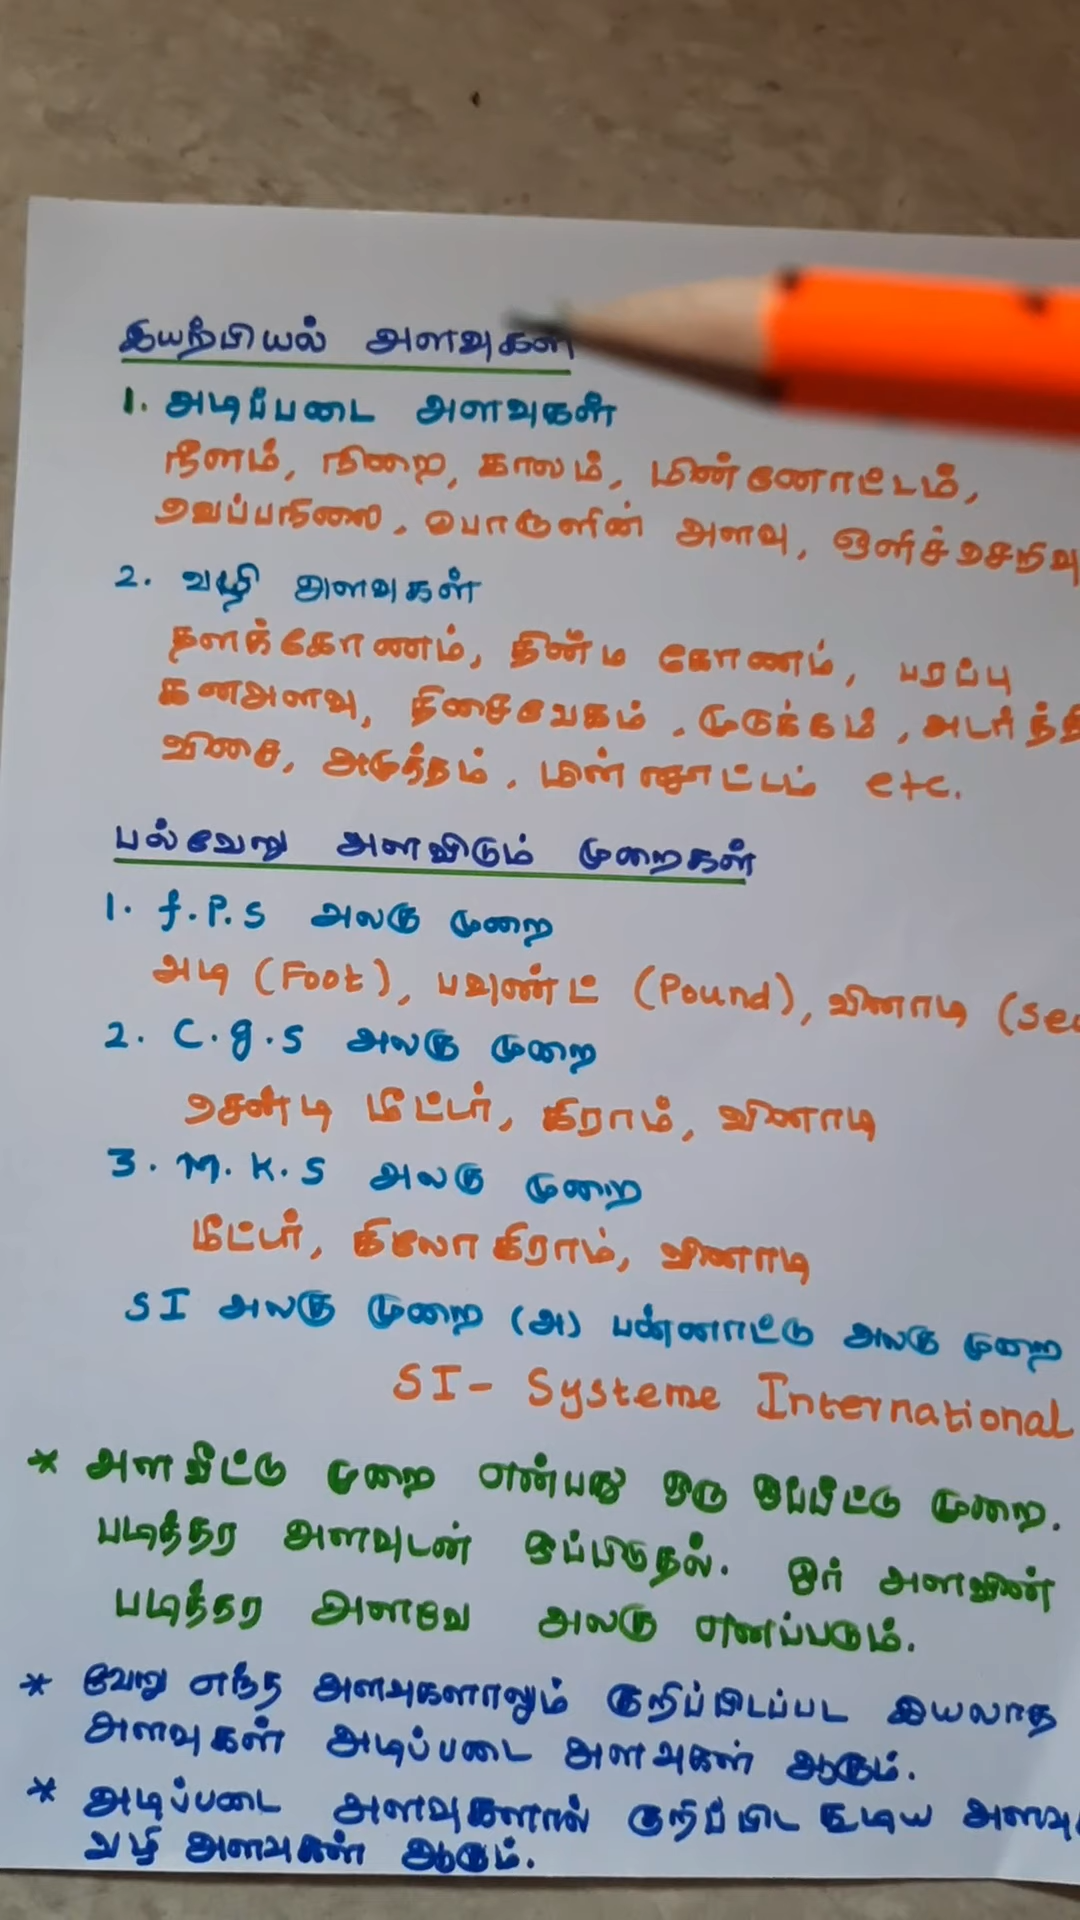 இயற்பியல் அளவுகள்
1. அடிப்படை அளவுகள்
நீளம், நிறை, காலம், மின்னோட்டம்,
வெப்பநிலை, பொருளின் அளவு, ஒளிச்செறிவு
2. வழி அளவுகள்
தளக்கோணம், திண்ம கோணம், பரப்பு
கனஅளவு, திசைவேகம், முடுக்கம், அடர்த்தி
விசை, அழுத்தம், மின்னூட்டம் etc.
பல்வேறு அளவிடும் முறைகள்
1. f.P.S அலகு முறை
அடி (Foot), பவுண்ட் (Pound), வினாடி (Sec
2. C.g.S அலகு முறை
சென்டி மீட்டர், கிராம், வினாடி
3. M.K.S அலகு முறை
மீட்டர், கிலோ கிராம், வினாடி
SI அலகு முறை (அ) பன்னாட்டு அலகு முறை
SI- Systeme International
* அளவீட்டு முறை என்பது ஒரு ஒப்பீட்டு முறை.
படித்தர அளவுடன் ஒப்பிடுதல். ஓர் அளவின்
படித்தர அளவே அலகு எனப்படும்.
* வேறு எந்த அளவுகளாலும் குறிப்பிடப்பட இயலாத
அளவுகள் அடிப்படை அளவுகள் ஆகும்.
* அடிப்படை அளவுகளால் குறிப்பிட கூடிய அளவு
வழி அளவுகள் ஆகும்.